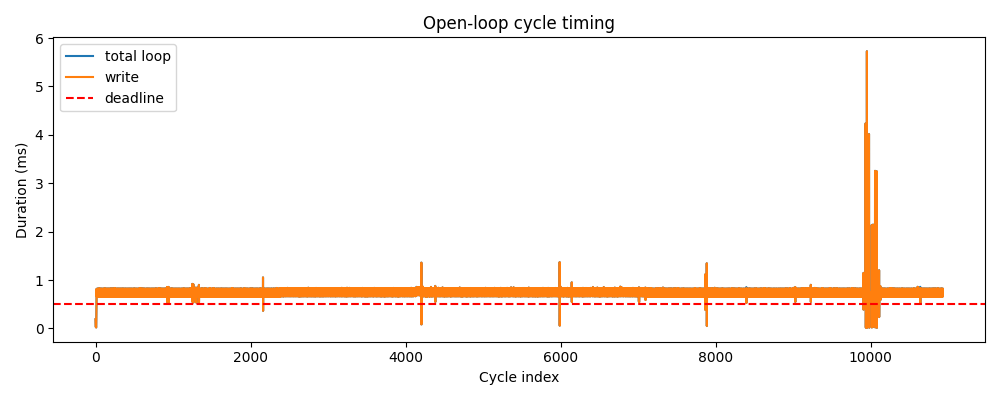 Open-loop cycle timing
total loop
write
deadline
Duration (ms)
6
5
4
3
2
1
0
0 2000 4000 6000 8000 10000
Cycle index